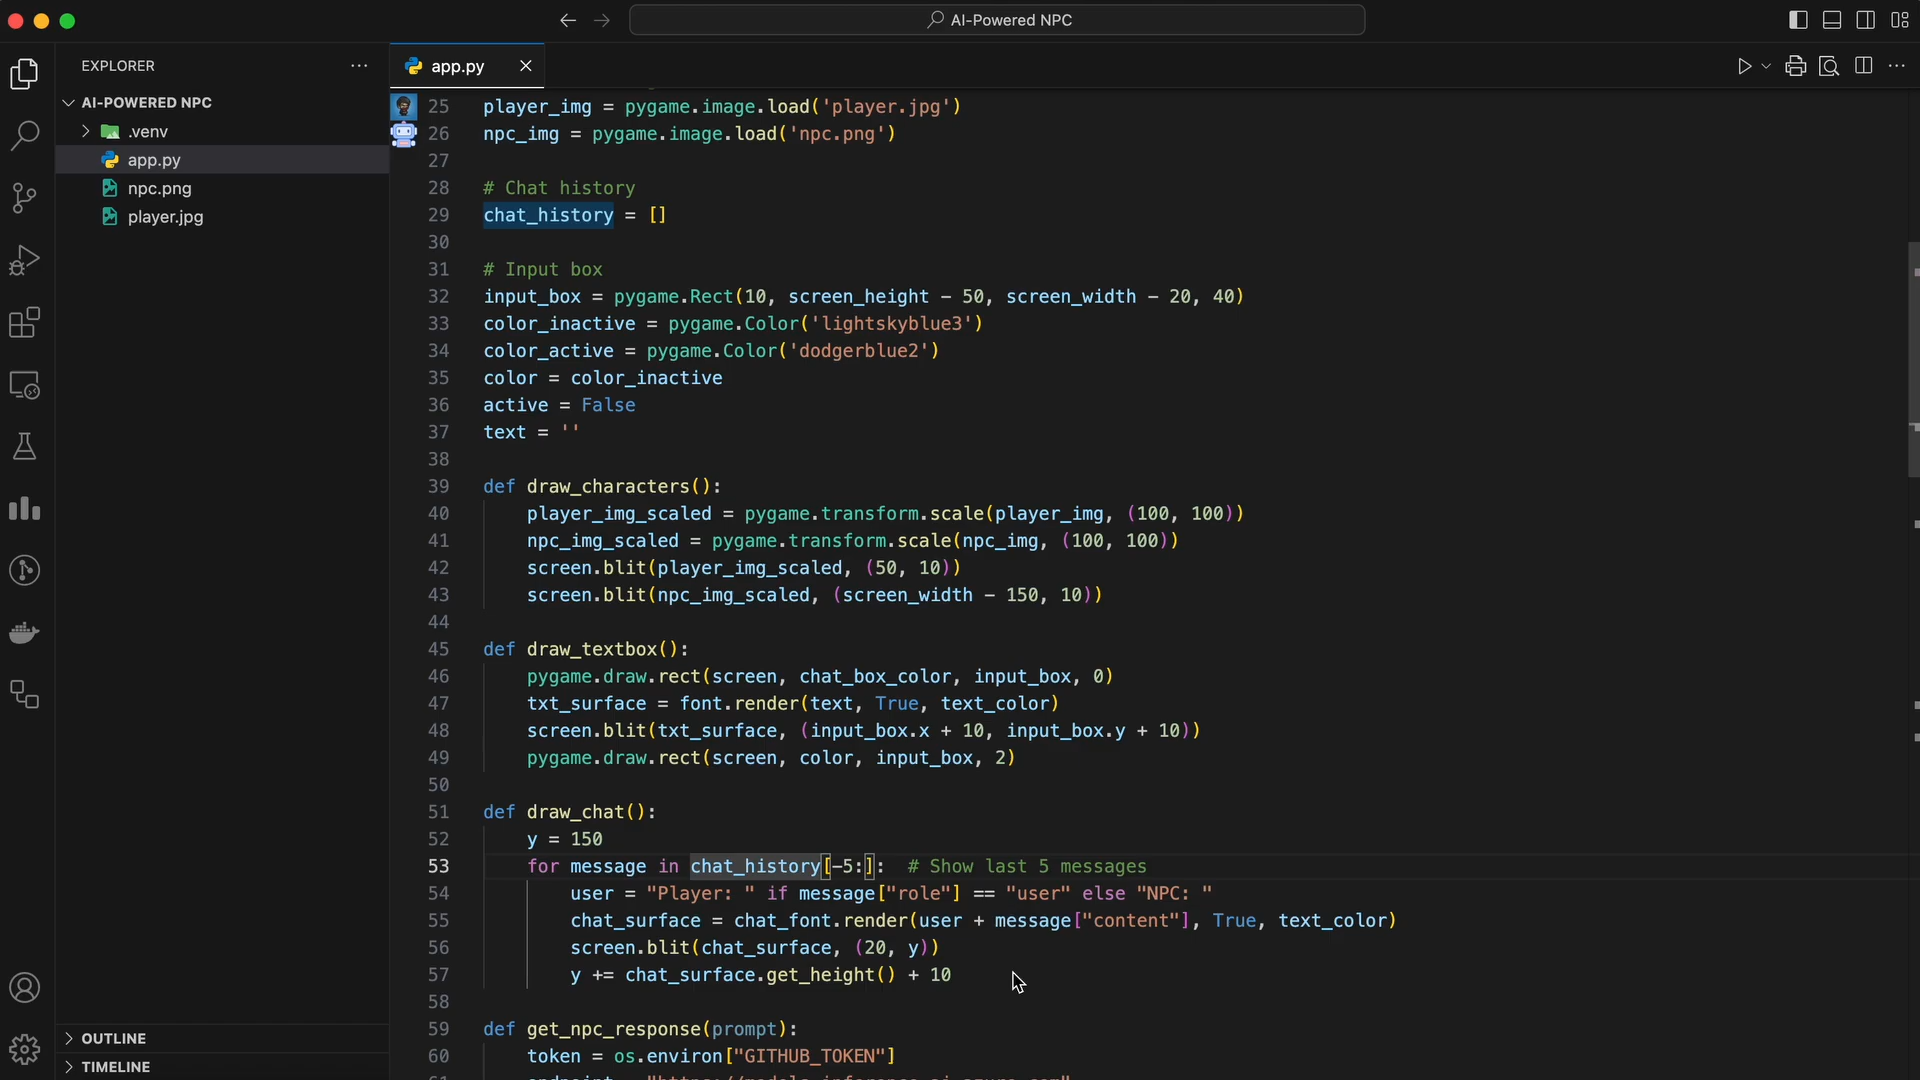 AI-Powered NPC
EXPLORER
AI-POWERED NPC
.venv
app.py
npc.png
player.jpg
OUTLINE
TIMELINE
app.py
25 player_img = pygame.image.load('player.jpg')
26 npc_img = pygame.image.load('npc.png')
27
28 # Chat history
29 chat_history = []
30
31 # Input box
32 input_box = pygame.Rect(10, screen_height - 50, screen_width - 20, 40)
33 color_inactive = pygame.Color('lightskyblue3')
34 color_active = pygame.Color('dodgerblue2')
35 color = color_inactive
36 active = False
37 text = ''
38
39 def draw_characters():
40 player_img_scaled = pygame.transform.scale(player_img, (100, 100))
41 npc_img_scaled = pygame.transform.scale(npc_img, (100, 100))
42 screen.blit(player_img_scaled, (50, 10))
43 screen.blit(npc_img_scaled, (screen_width - 150, 10))
44
45 def draw_textbox():
46 pygame.draw.rect(screen, chat_box_color, input_box, 0)
47 txt_surface = font.render(text, True, text_color)
48 screen.blit(txt_surface, (input_box.x + 10, input_box.y + 10))
49 pygame.draw.rect(screen, color, input_box, 2)
50
51 def draw_chat():
52 y = 150
53 for message in chat_history[-5:]: # Show last 5 messages
54 user = "Player: " if message["role"] == "user" else "NPC: "
55 chat_surface = chat_font.render(user + message["content"], True, text_color)
56 screen.blit(chat_surface, (20, y))
57 y += chat_surface.get_height() + 10
58
59 def get_npc_response(prompt):
60 token = os.environ["GITHUB_TOKEN"]